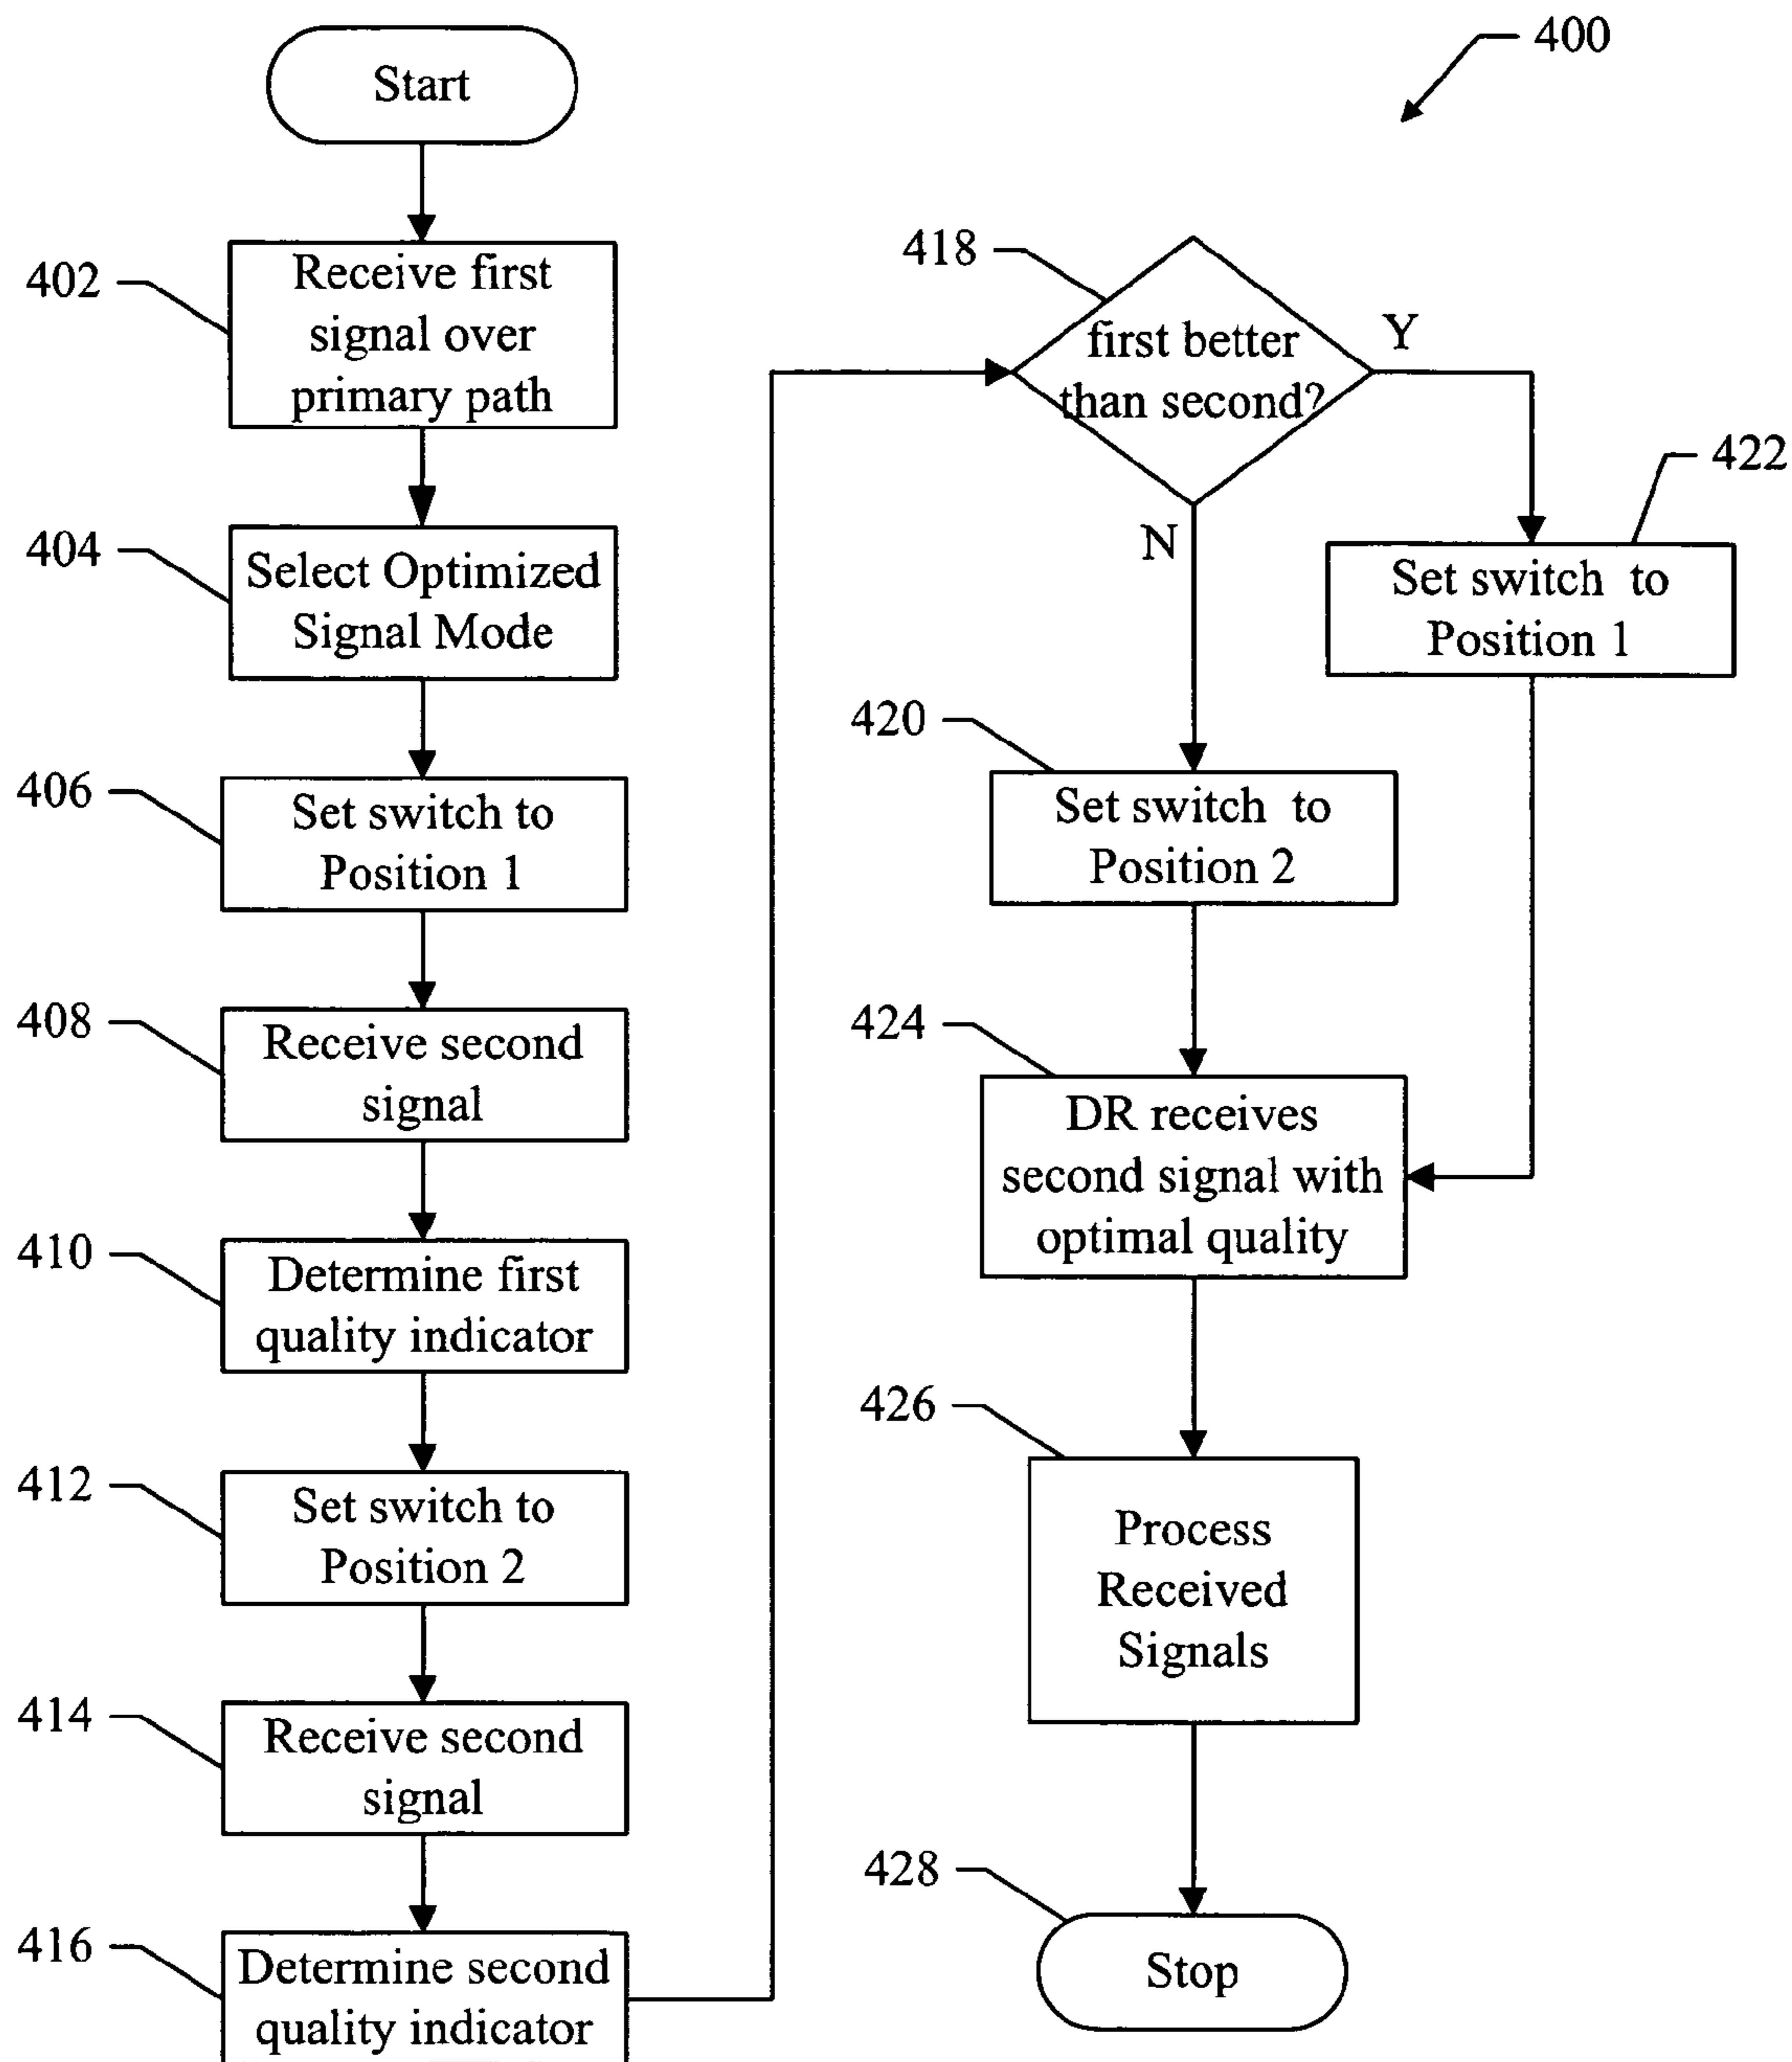 400
Start
402
Receive first
signal over
primary path
404
Select Optimized
Signal Mode
406
Set switch to
Position 1
408
Receive second
signal
410
Determine first
quality indicator
412
Set switch to
Position 2
414
Receive second
signal
416
Determine second
quality indicator
418
first better
than second?
Y
N
422
Set switch to
Position 1
420
Set switch to
Position 2
424
DR receives
second signal with
optimal quality
426
Process
Received
Signals
428
Stop